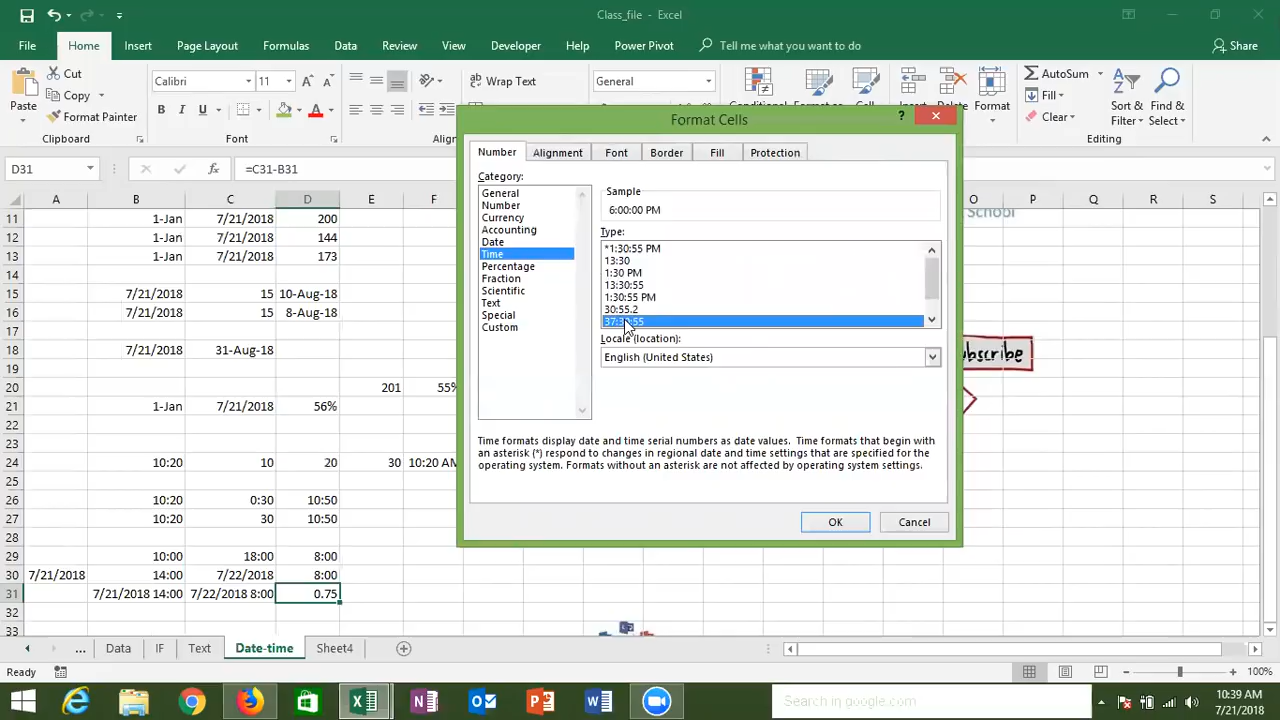 Class_file - Excel
File Home Insert Page Layout Formulas Data Review View Developer Help Power Pivot Tell me what you want to do Share
Cut Calibri 11 Wrap Text General AutoSum
Paste Copy Fill
Format Painter Clear
Insert Format Sort & Filter Find & Select
Clipboard Font Editing
D31 =C31-B31
A B C D E F O P Q R S
11 1-Jan 7/21/2018 200
12 1-Jan 7/21/2018 144
13 1-Jan 7/21/2018 173
14
15 7/21/2018 15 10-Aug-18
16 7/21/2018 15 8-Aug-18
17
18 7/21/2018 31-Aug-18
19
20 201 55%
21 1-Jan 7/21/2018 56%
22
23
24 10:20 10 20 30 10:20 AM
25
26 10:20 0:30 10:50
27 10:20 30 10:50
28
29 10:00 18:00 8:00
30 7/21/2018 14:00 7/22/2018 8:00
31 7/21/2018 14:00 7/22/2018 8:00 0.75
32
33
School
Subscribe
Format Cells ?
Number Alignment Font Border Fill Protection
Category:
General
Number
Currency
Accounting
Date
Time
Percentage
Fraction
Scientific
Text
Special
Custom
Sample
6:00:00 PM
Type:
*1:30:55 PM
13:30
1:30 PM
13:30:55
1:30:55 PM
30:55.2
37:30:55
Locale (location):
English (United States)
Time formats display date and time serial numbers as date values. Time formats that begin with
an asterisk (*) respond to changes in regional date and time settings that are specified for the
operating system. Formats without an asterisk are not affected by operating system settings.
OK Cancel
... Data IF Text Date-time Sheet4
Ready 100%
Search in google.com
10:39 AM
7/21/2018